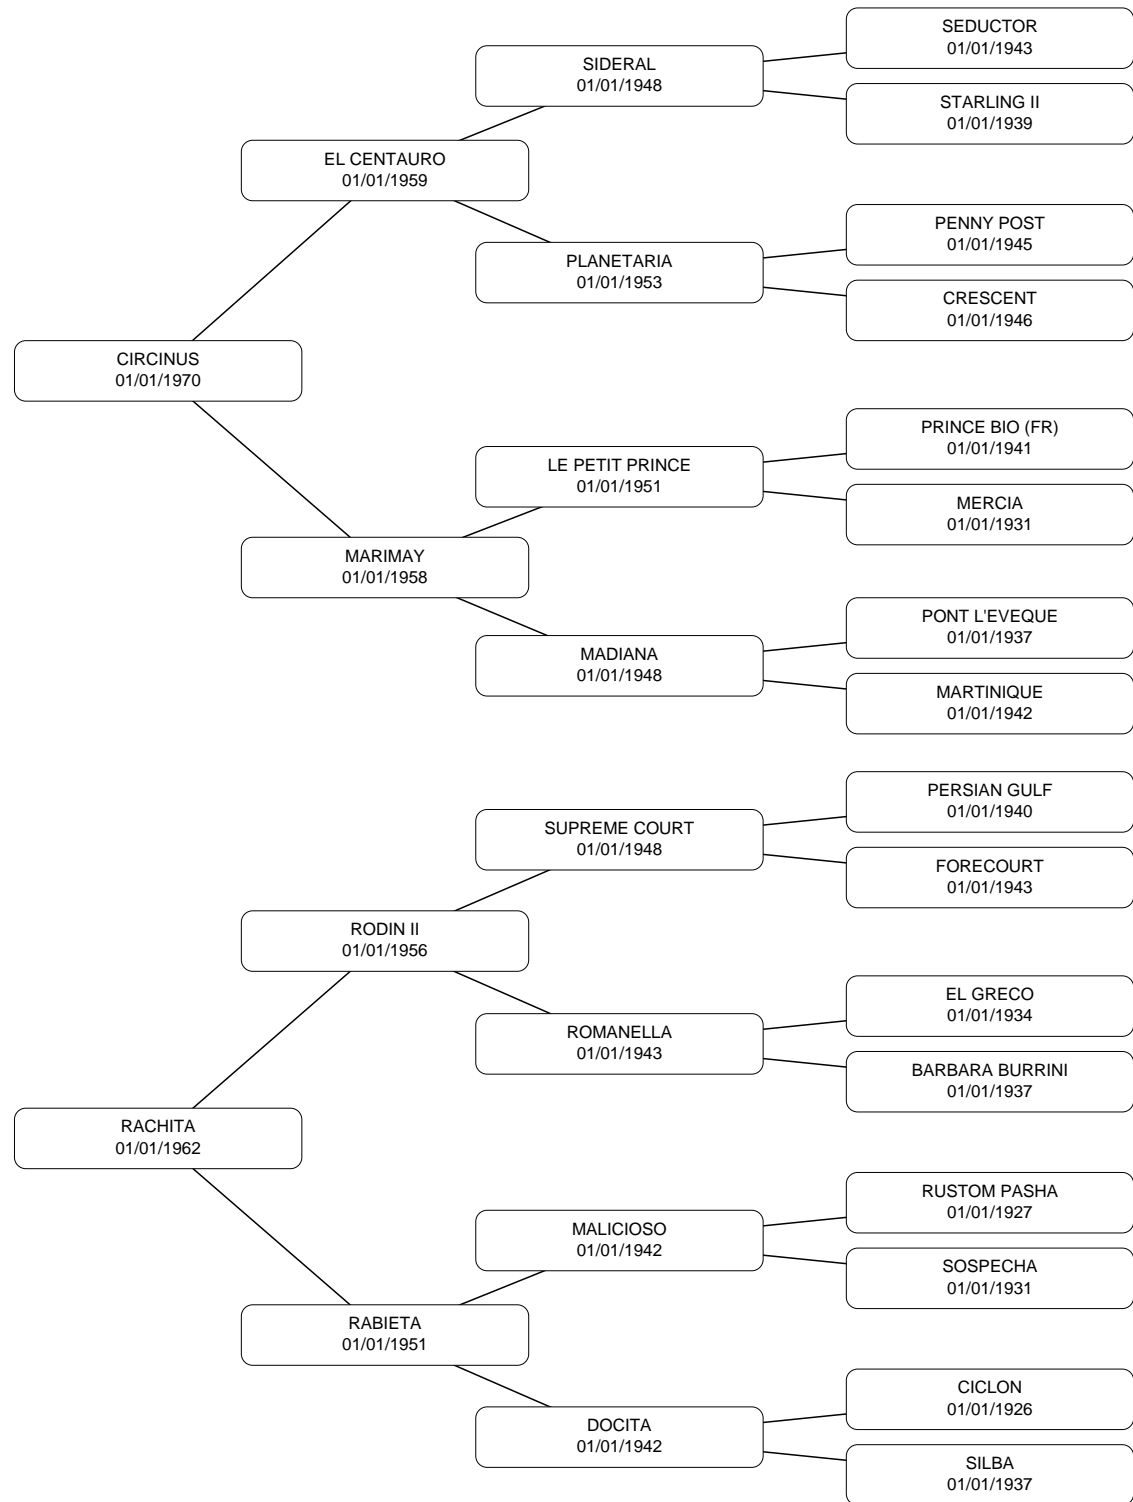 SEDUCTOR
01/01/1943
SIDERAL
01/01/1948
STARLING II
01/01/1939
EL CENTAURO
01/01/1959
PENNY POST
01/01/1945
PLANETARIA
01/01/1953
CRESCENT
01/01/1946
CIRCINUS
01/01/1970
PRINCE BIO (FR)
01/01/1941
LE PETIT PRINCE
01/01/1951
MERCIA
01/01/1931
MARIMAY
01/01/1958
PONT L'EVEQUE
01/01/1937
MADIANA
01/01/1948
MARTINIQUE
01/01/1942
PERSIAN GULF
01/01/1940
SUPREME COURT
01/01/1948
FORECOURT
01/01/1943
RODIN II
01/01/1956
EL GRECO
01/01/1934
ROMANELLA
01/01/1943
BARBARA BURRINI
01/01/1937
RACHITA
01/01/1962
RUSTOM PASHA
01/01/1927
MALICIOSO
01/01/1942
SOSPECHA
01/01/1931
RABIETA
01/01/1951
CICLON
01/01/1926
DOCITA
01/01/1942
SILBA
01/01/1937